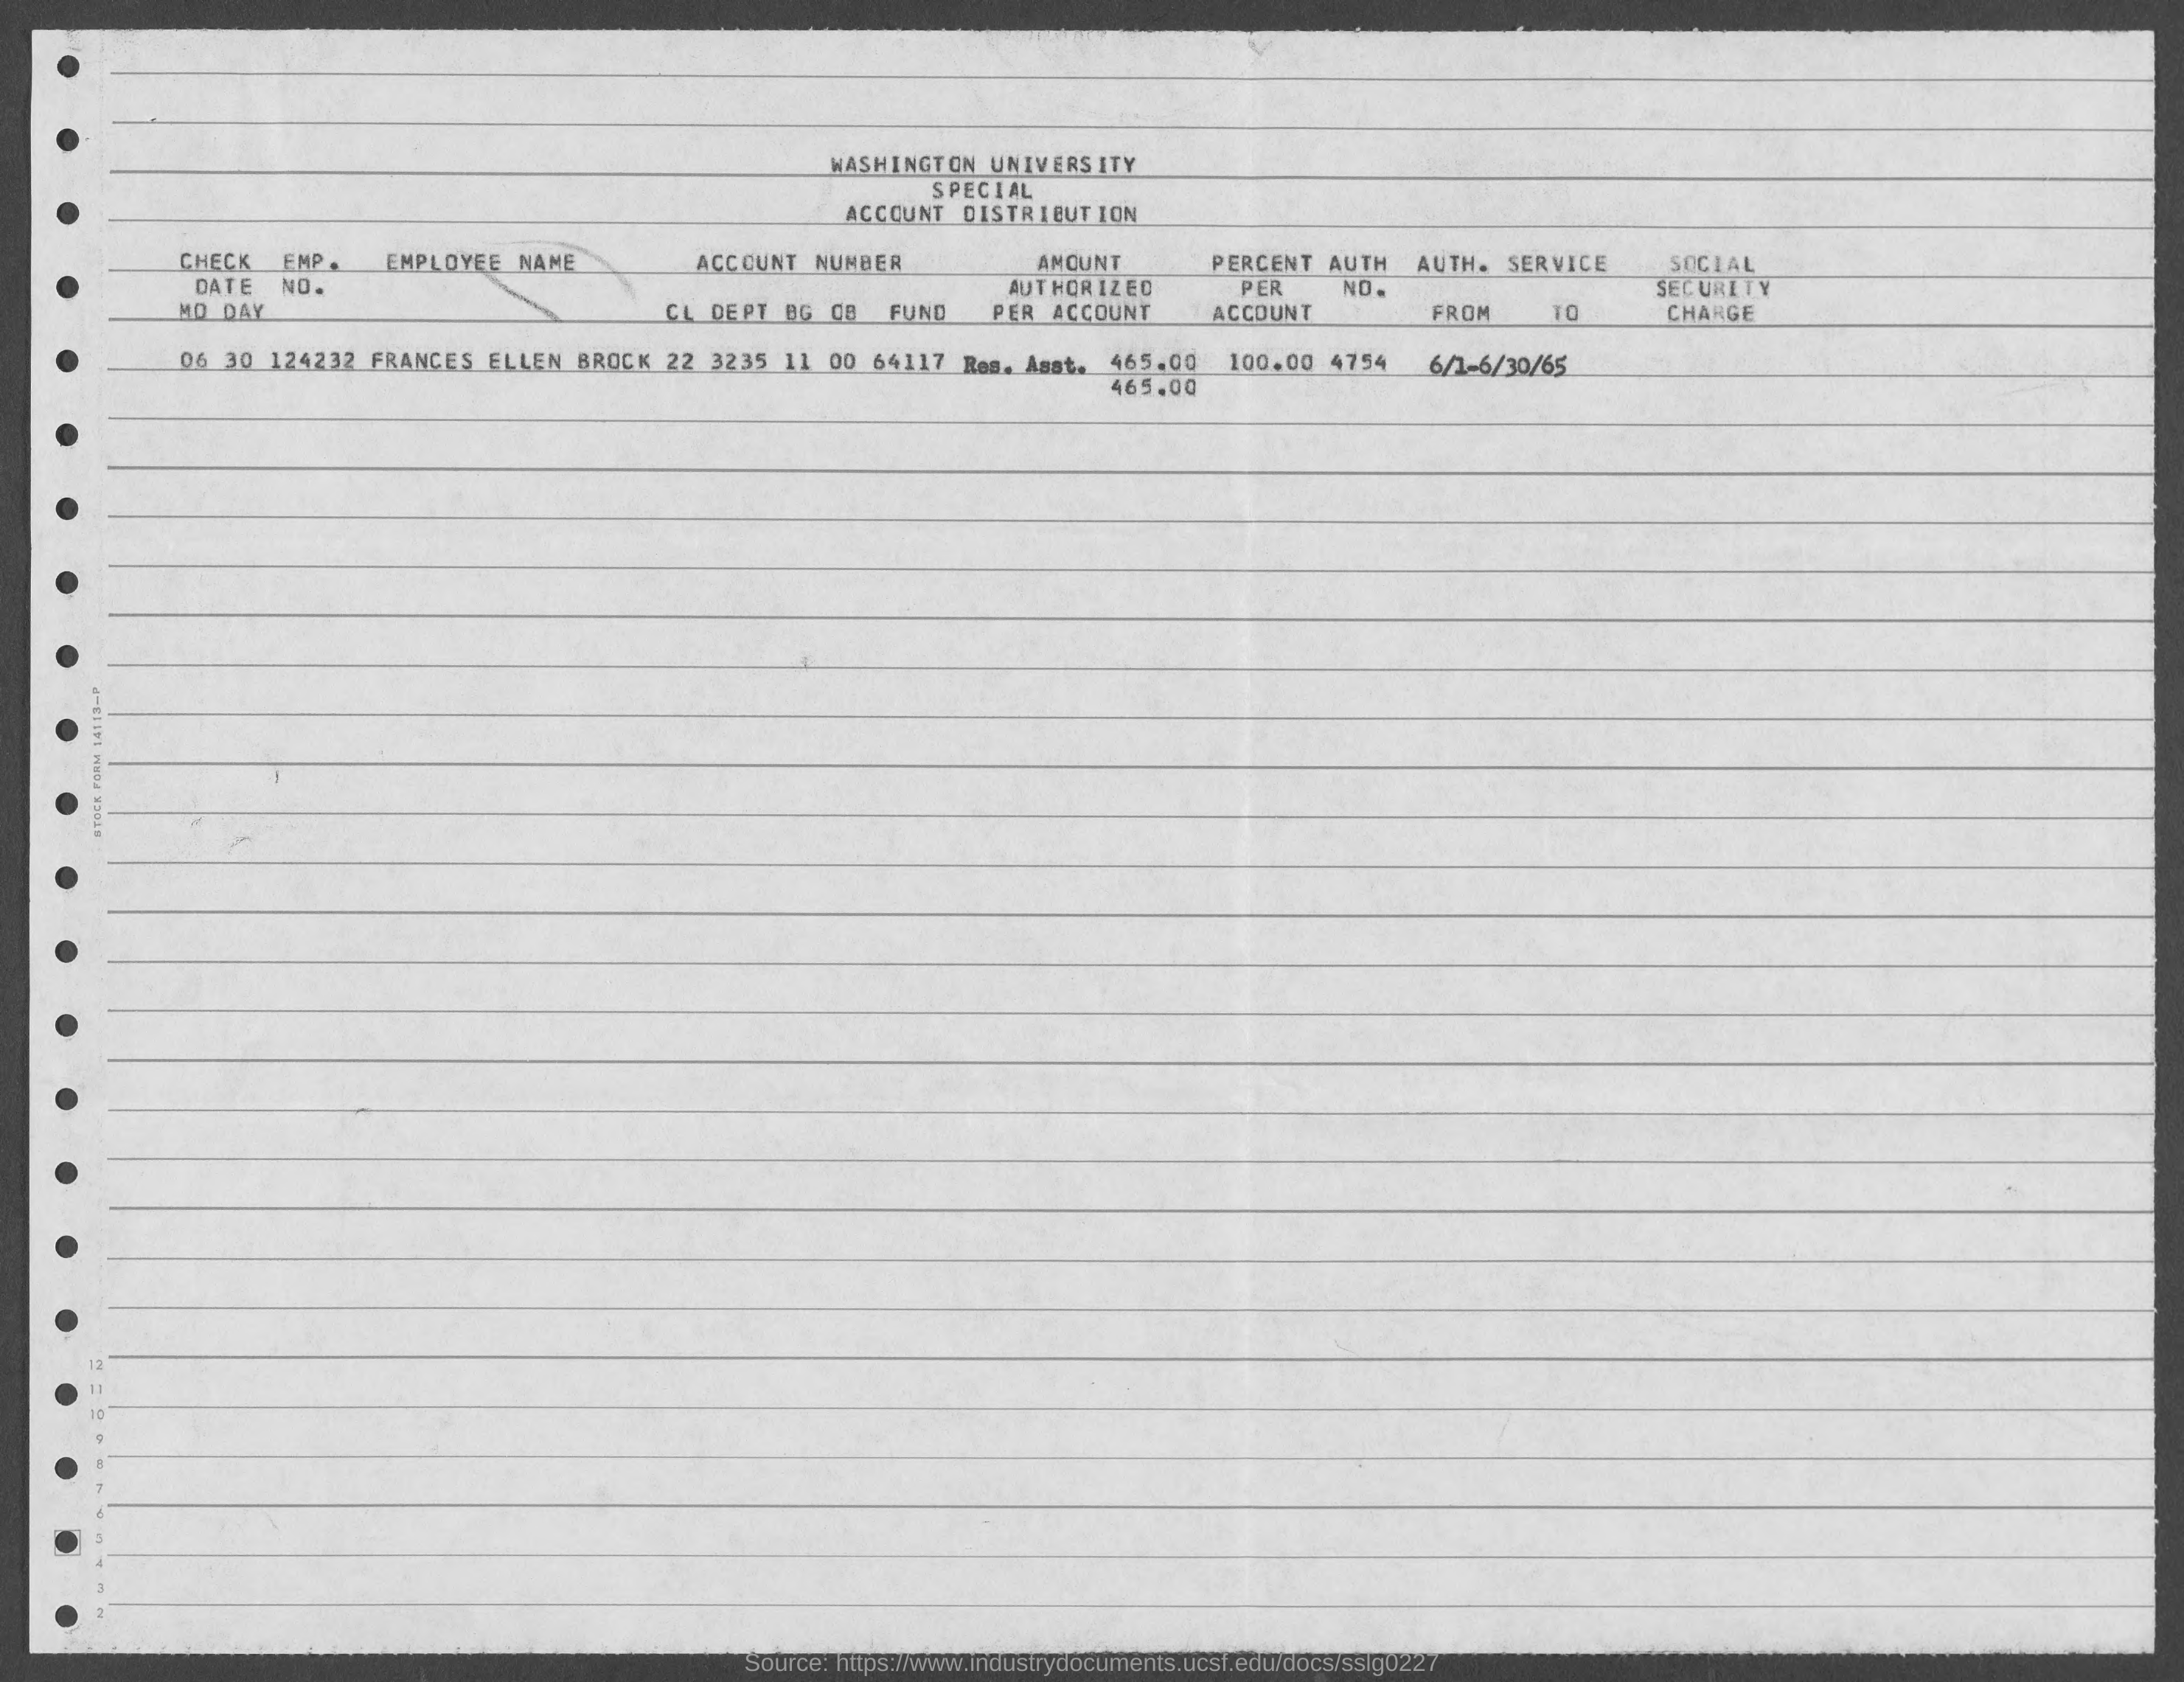 WASHINGTON UNIVERSITY
SPECIAL
ACCOUNT DISTRIBUTION
CHECK EMP. EMPLOYEE NAME ACCOUNT NUMBER AMOUNT PERCENT AUTH AUTH. SERVICE SOCIAL
DATE NO. AUTHORIZED PER NO. SECURITY
MO DAY CL DEPT BG OB FUND PER ACCOUNT ACCOUNT FROM TO CHARGE
06 30 124232 FRANCES ELLEN BROCK 22 3235 11 00 64117 Res. Asst. 465.00 100.00 4754 6/1-6/30/65
465.00
STOCK FORM 14113-P
12
11
10
9
8
7
6
5
4
3
2
Source: https://www.industrydocuments.ucsf.edu/docs/sslg0227